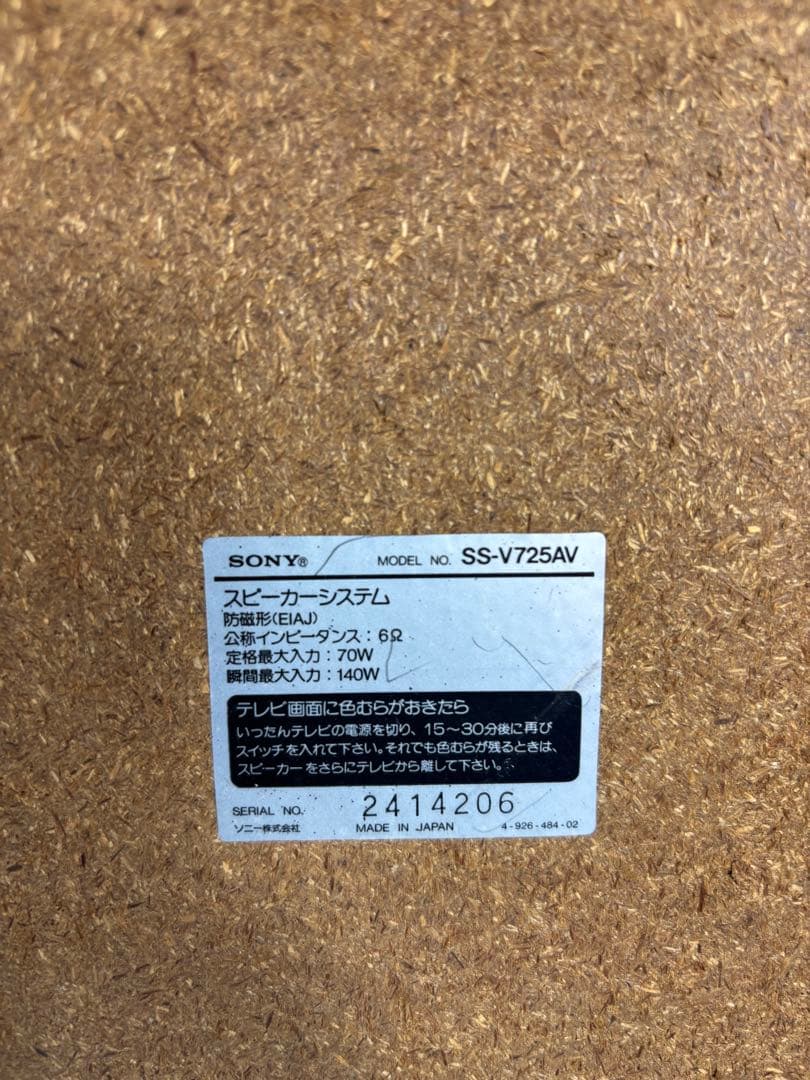 SONY® MODEL NO. SS-V725AV
スピーカーシステム
防磁形(EIAJ)
公称インピーダンス：6Ω
定格最大入力：70W
瞬間最大入力：140W
テレビ画面に色むらがおきたら
いったんテレビの電源を切り、15～30分後に再び
スイッチを入れて下さい。それでも色むらが残るときは、
スピーカーをさらにテレビから離して下さい。
SERIAL NO. 2414206
ソニー株式会社 MADE IN JAPAN 4-926-484-02